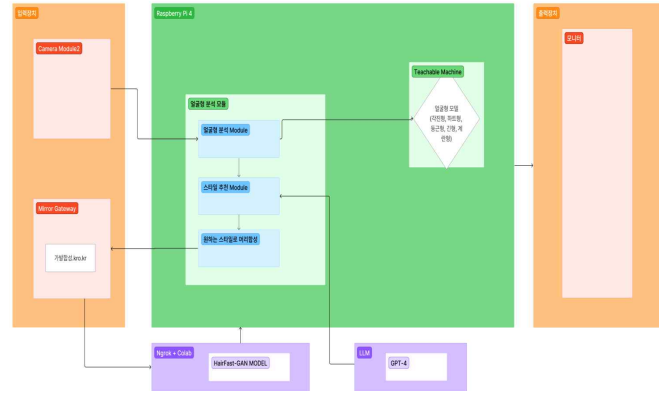 입력장치
Camera Module2
Mirror Gateway
가발합성.kro.kr
Raspberry Pi 4
얼굴형 분석 모듈
얼굴형 분석 Module
스타일 추천 Module
원하는 스타일로 머리합성
Teachable Machine
얼굴형 모델
(각진형, 하트형,
둥근형, 긴형, 계
란형)
출력장치
모니터
Ngrok + Colab
HairFast-GAN MODEL
LLM
GPT-4